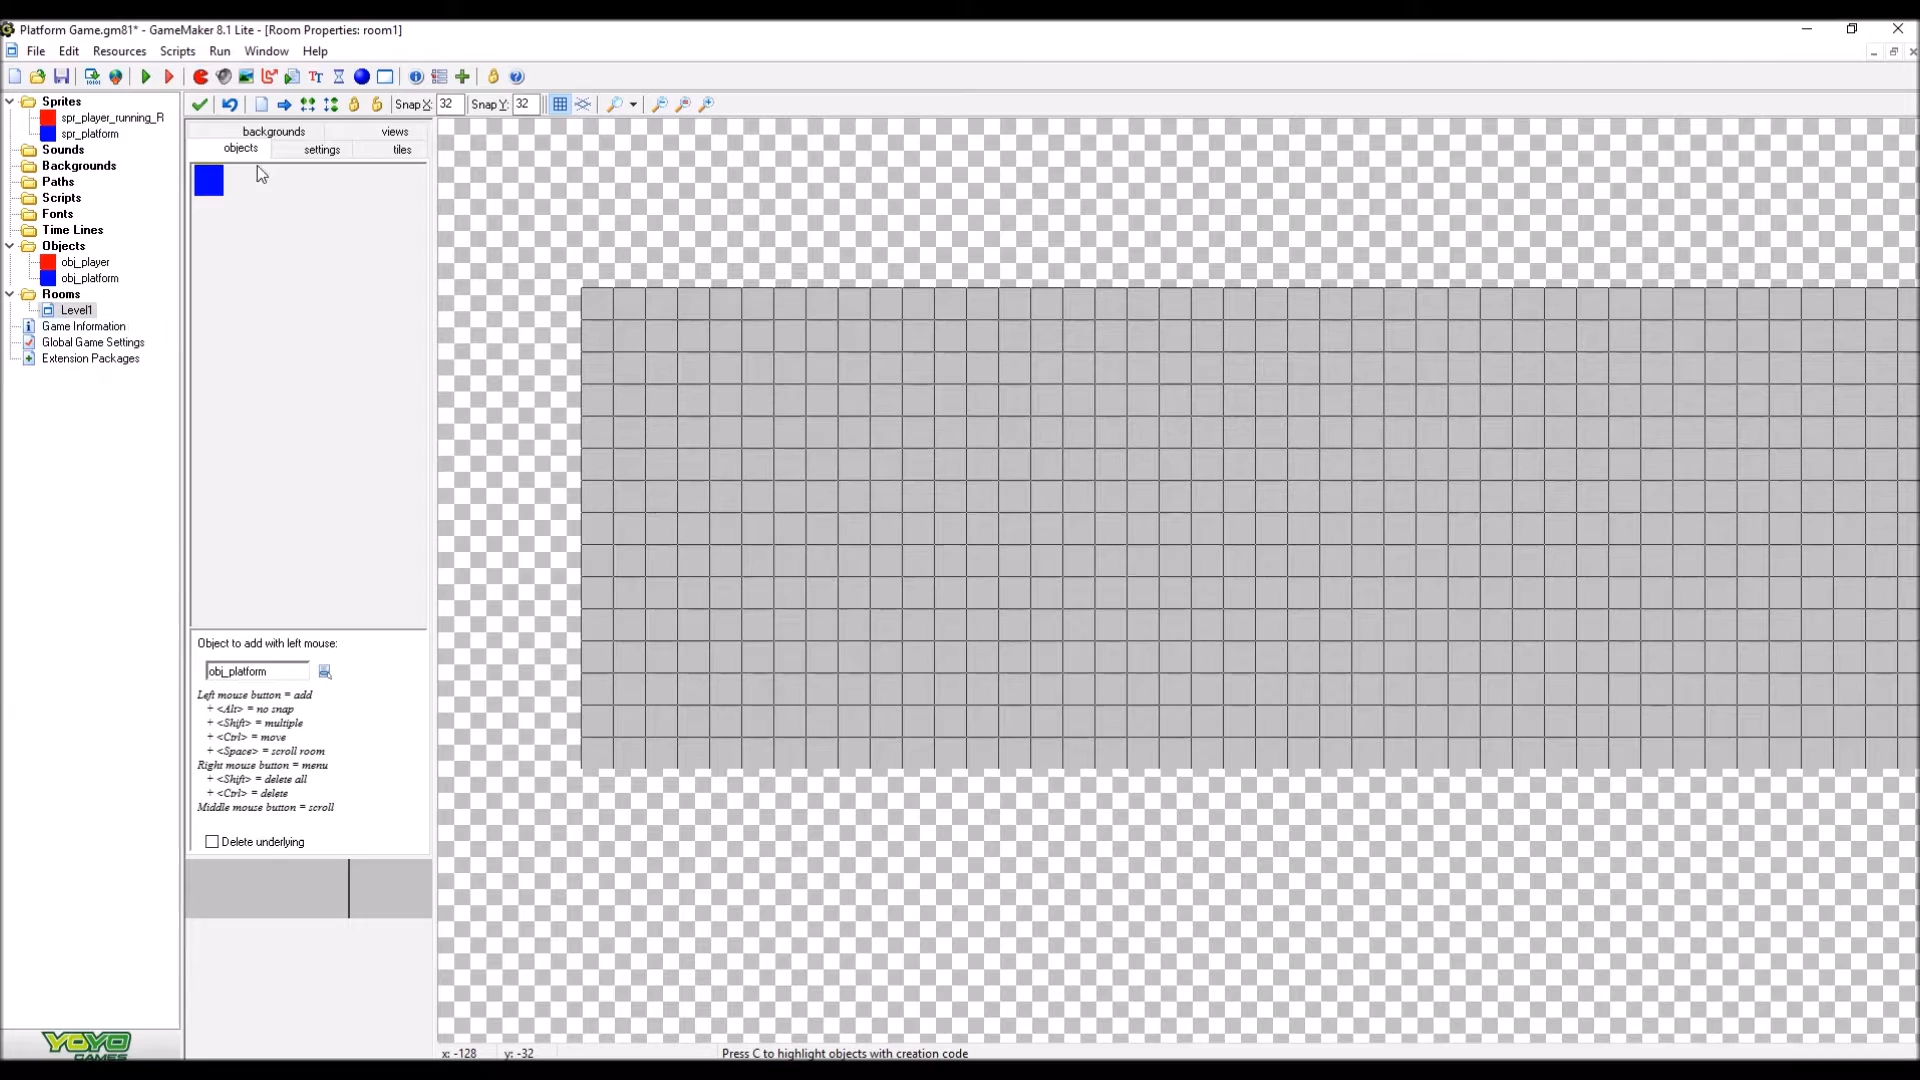 Platform Game.gm81* - GameMaker 8.1 Lite - [Room Properties: room1]
File Edit Resources Scripts Run Window Help
Snap X: 32 Snap Y: 32
Sprites
spr_player_running_R
spr_platform
Sounds
Backgrounds
Paths
Scripts
Fonts
Time Lines
Objects
obj_player
obj_platform
Rooms
Level1
Game Information
Global Game Settings
Extension Packages
YOYO
GAMES
backgrounds views
objects settings tiles
Object to add with left mouse:
obj_platform
Left mouse button = add
+ <Alt> = no snap
+ <Shift> = multiple
+ <Ctrl> = move
+ <Space> = scroll room
Right mouse button = menu
+ <Shift> = delete all
+ <Ctrl> = delete
Middle mouse button = scroll
Delete underlying
x: -128 y: -32 Press C to highlight objects with creation code